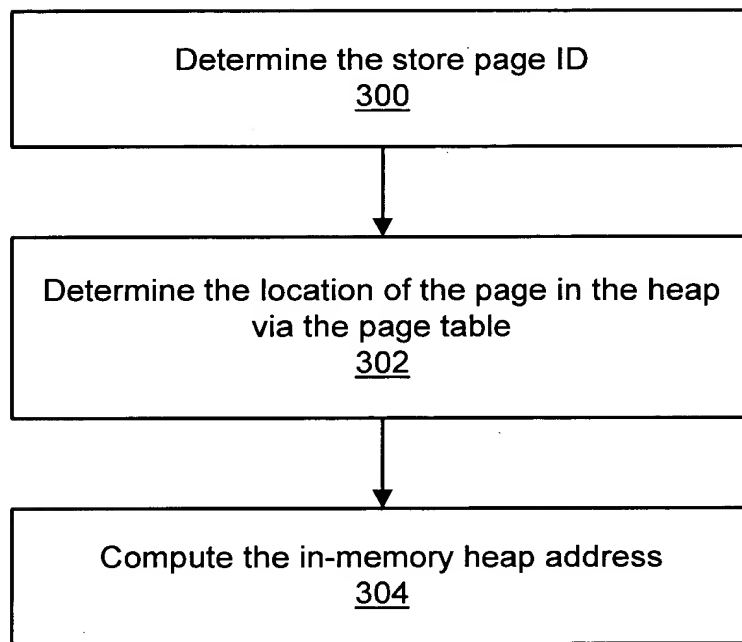 Determine the store page ID
300
Determine the location of the page in the heap
via the page table
302
Compute the in-memory heap address
304